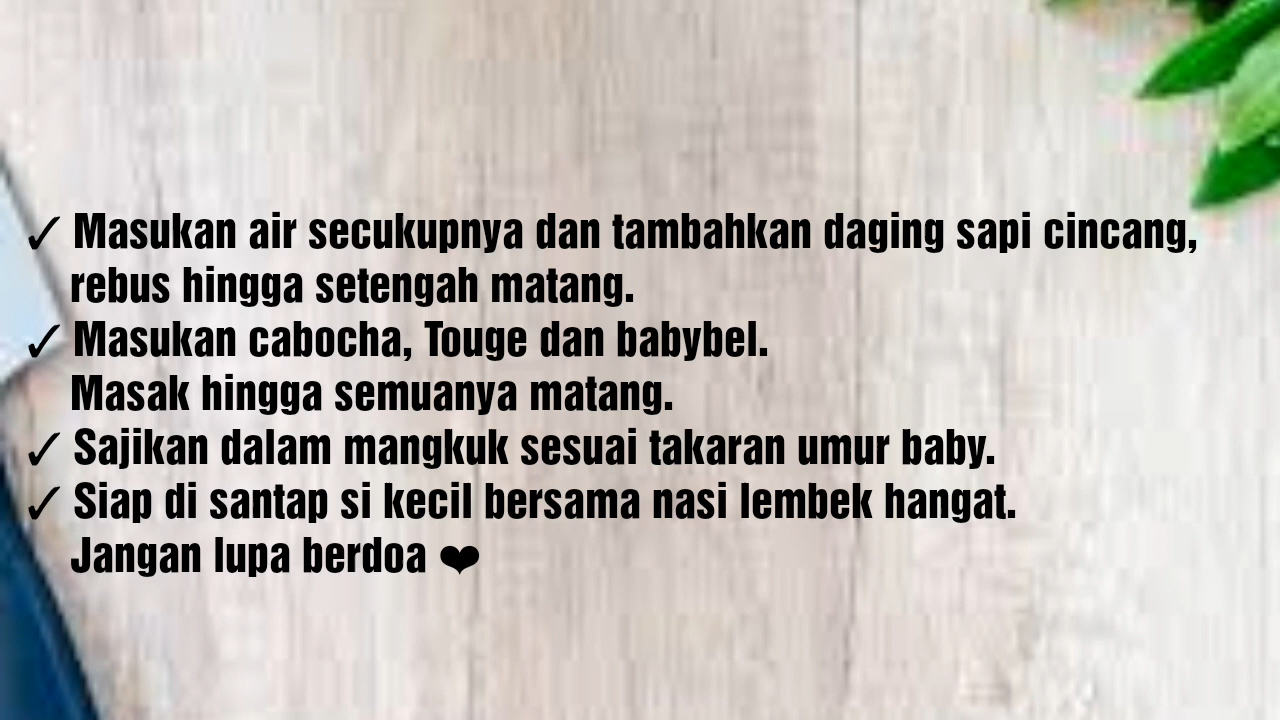 ✓ Masukan air secukupnya dan tambahkan daging sapi cincang,
rebus hingga setengah matang.
✓ Masukan cabocha, Touge dan babybel.
Masak hingga semuanya matang.
✓ Sajikan dalam mangkuk sesuai takaran umur baby.
✓ Siap di santap si kecil bersama nasi lembek hangat.
Jangan lupa berdoa ❤